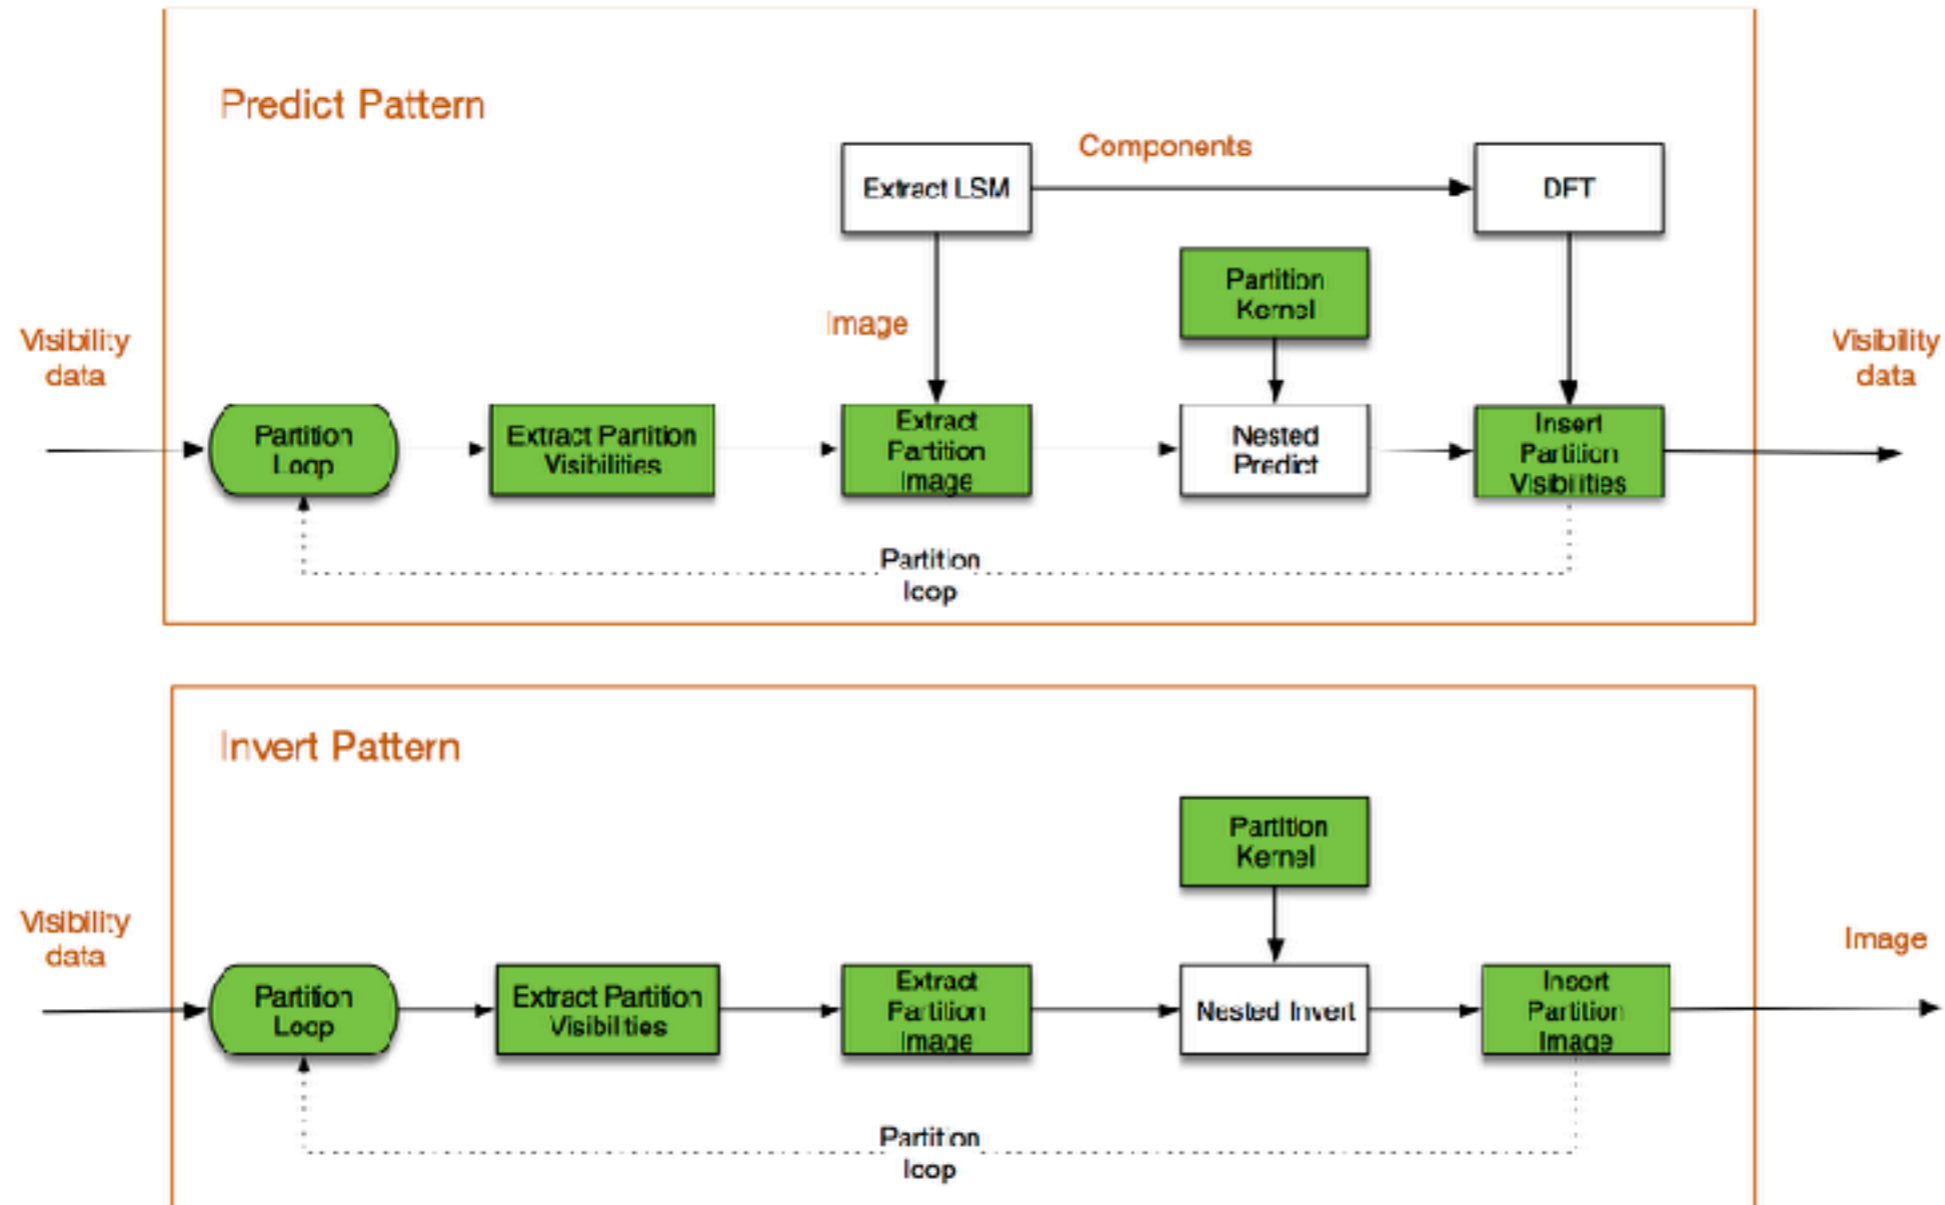 Predict Pattern
Components
Extract LSM
DFT
Partition
Kernel
Image
Visibility
data
Visibility
data
Partition
Loop
Extract Partition
Visibilities
Extract
Partition
Image
Nested
Predict
Insert
Partition
Visibilities
Partition
loop
Invert Pattern
Partition
Kernel
Visibility
data
Image
Partition
Loop
Extract Partition
Visibilities
Extract
Partition
Image
Nested Invert
Insert
Partition
Image
Partition
loop